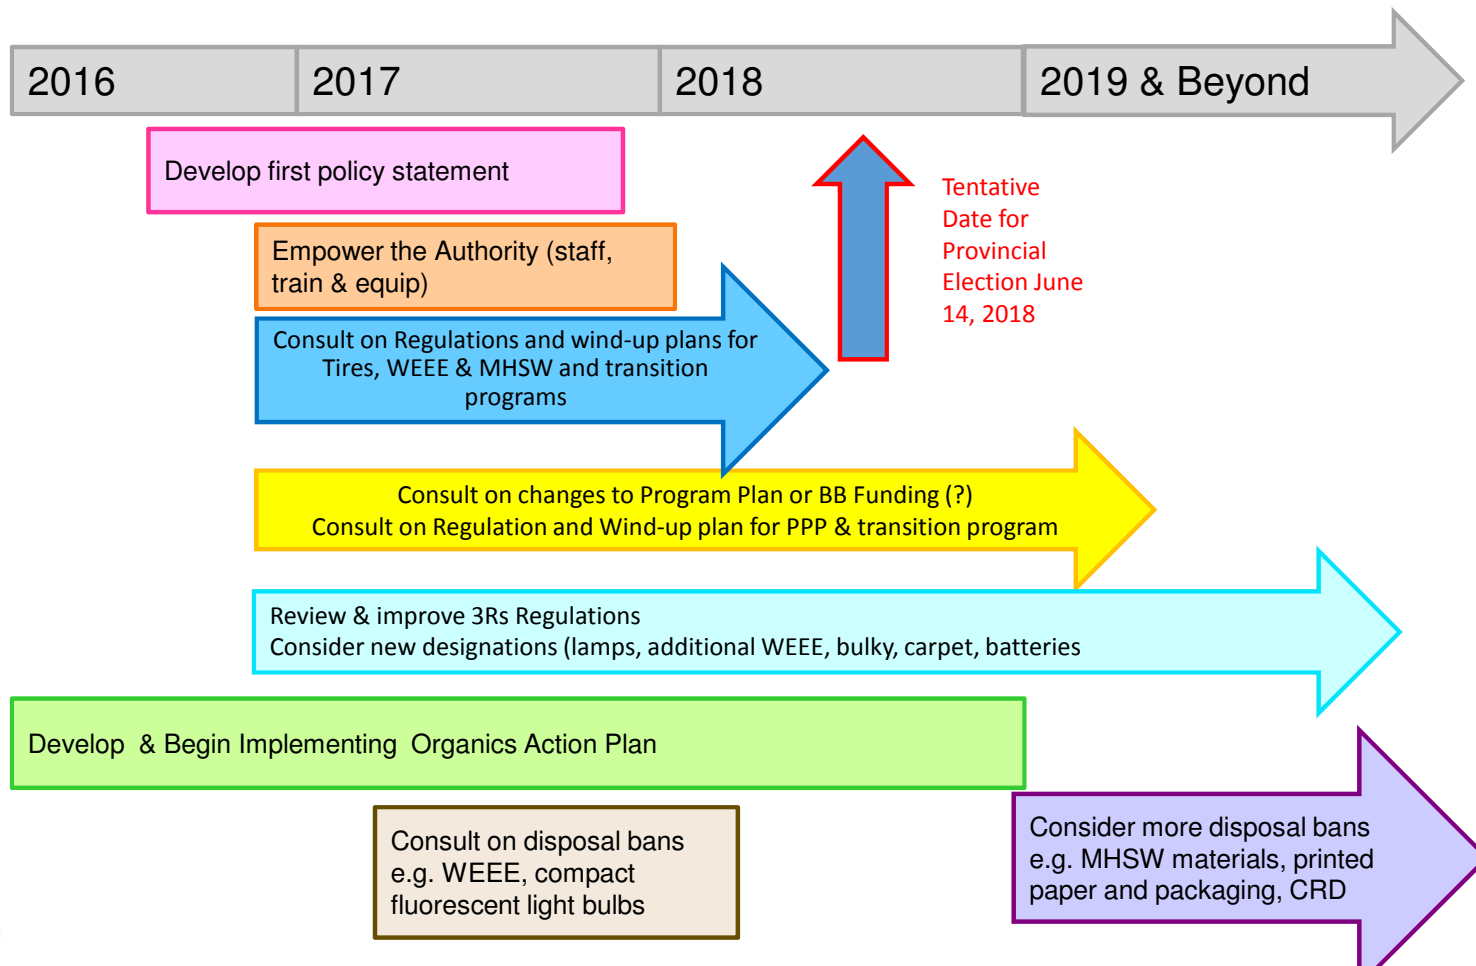 2016
2017
2018
2019 & Beyond
Develop first policy statement
Empower the Authority (staff,
train & equip)
Tentative
Date for
Provincial
Election June
14, 2018
Consult on Regulations and wind-up plans for
Tires, WEEE & MHSW and transition
programs
Consult on changes to Program Plan or BB Funding (?)
Consult on Regulation and Wind-up plan for PPP & transition program
Review & improve 3Rs Regulations
Consider new designations (lamps, additional WEEE, bulky, carpet, batteries
Develop & Begin Implementing Organics Action Plan
Consult on disposal bans
e.g. WEEE, compact
fluorescent light bulbs
Consider more disposal bans
e.g. MHSW materials, printed
paper and packaging, CRD